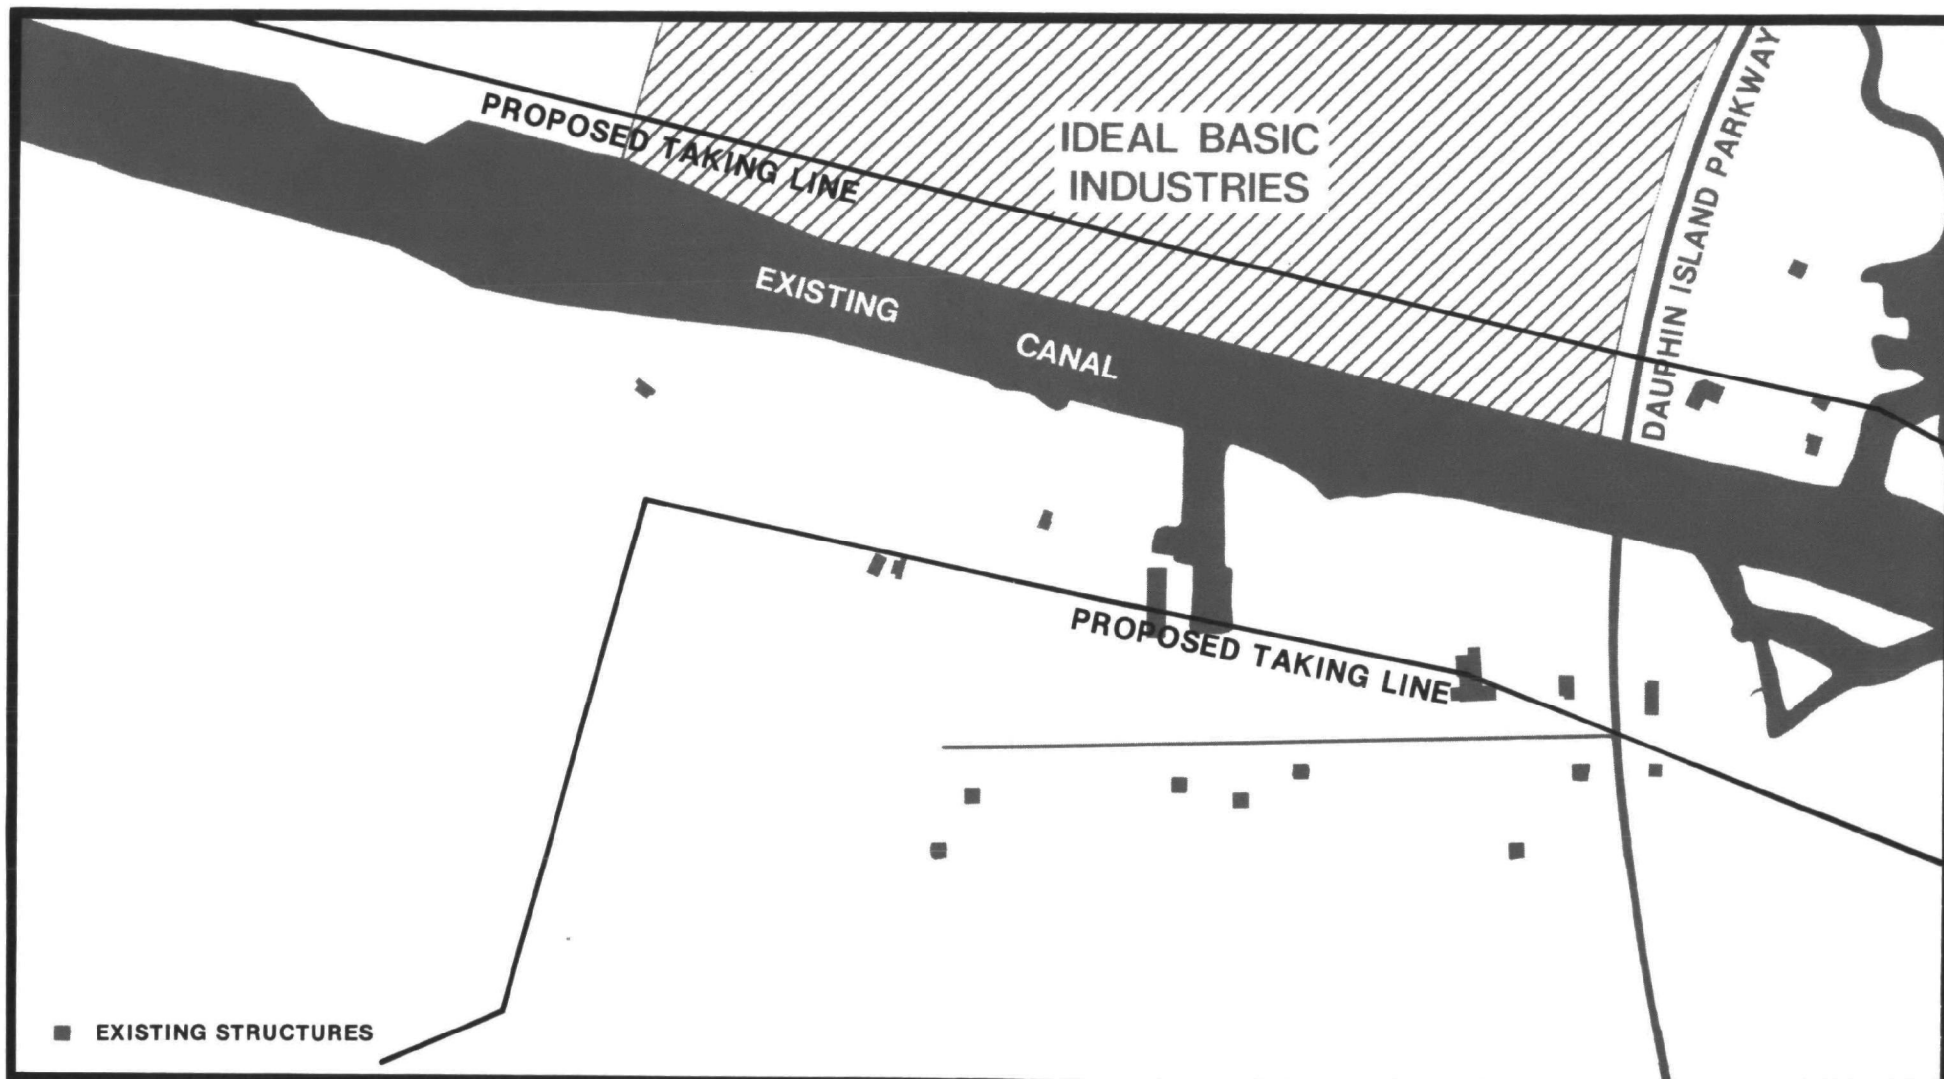 PROPOSED TAKING LINE
IDEAL BASIC
INDUSTRIES
DAUPHIN ISLAND PARKWAY
EXISTING CANAL
PROPOSED TAKING LINE
EXISTING STRUCTURES